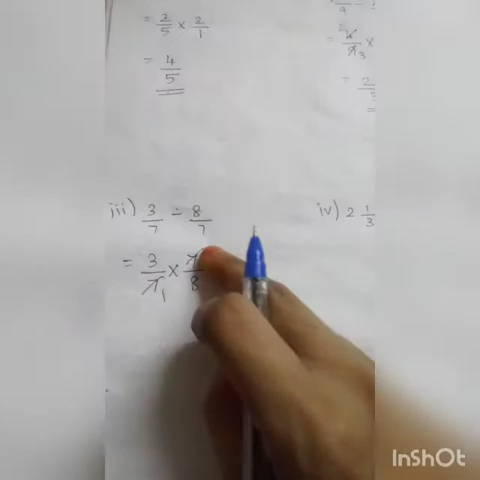 = 2/5 × 2/1
= 4/5
iii) 3/7 ÷ 8/7
iv) 2 1/3
= 3/7 1 × 7/8
InShOt